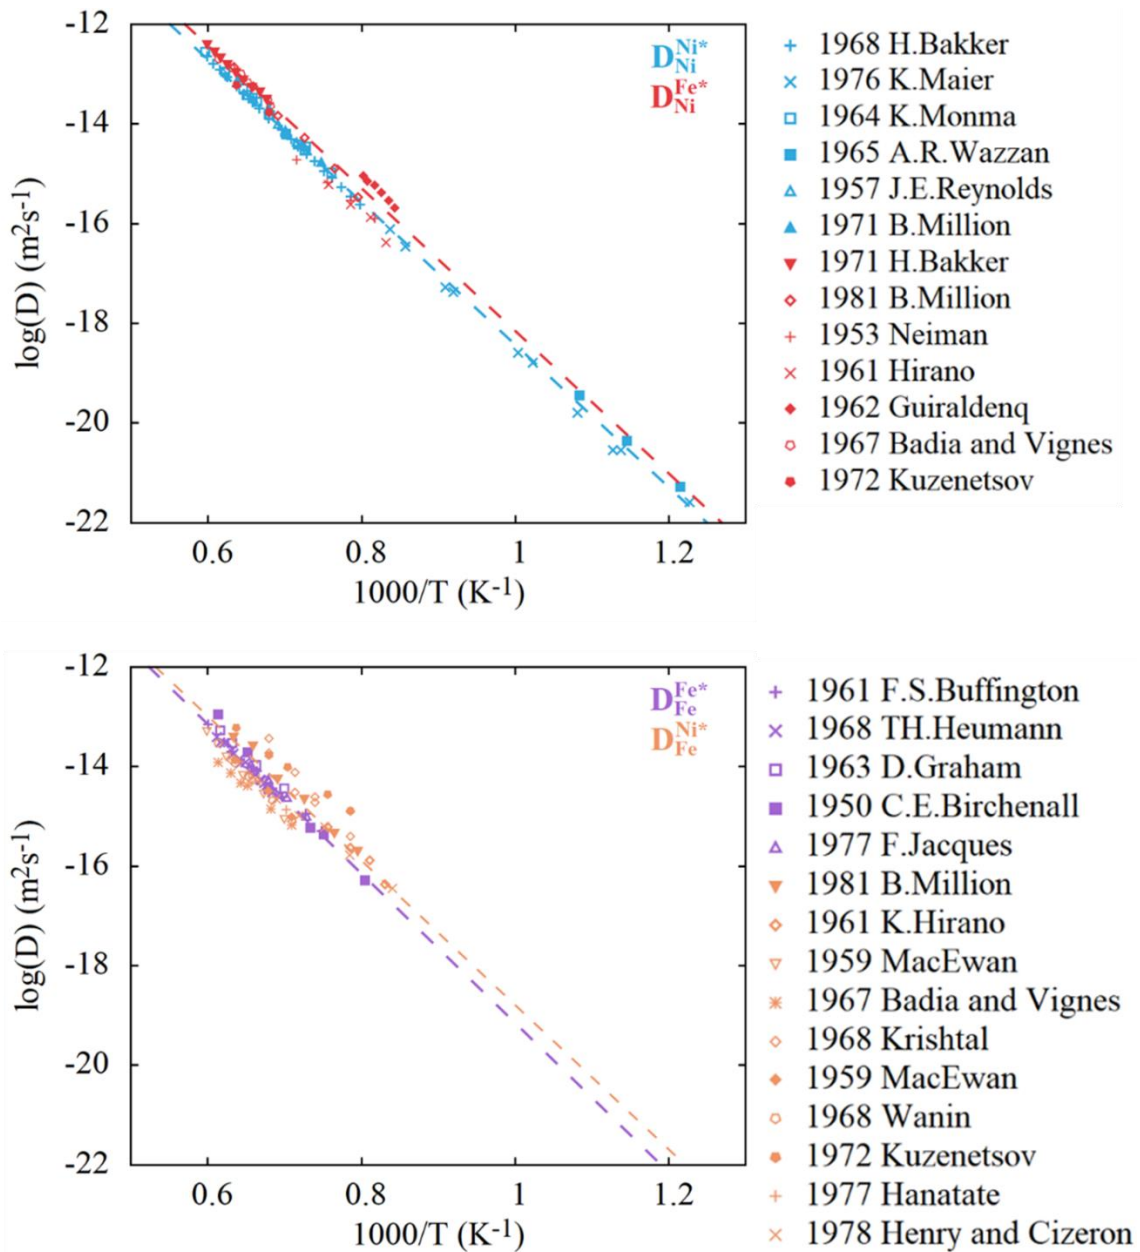 -12
-14
-16
-18
-20
-22
log(D) (m²s⁻¹)
0.6 0.8 1 1.2
1000/T (K⁻¹)
D_Ni^Ni*
D_Ni^Fe*
1968 H.Bakker
1976 K.Maier
1964 K.Monma
1965 A.R.Wazzan
1957 J.E.Reynolds
1971 B.Million
1971 H.Bakker
1981 B.Million
1953 Neiman
1961 Hirano
1962 Guiraldenq
1967 Badia and Vignes
1972 Kuzenetsov
-12
-14
-16
-18
-20
-22
log(D) (m²s⁻¹)
0.6 0.8 1 1.2
1000/T (K⁻¹)
D_Fe^Fe*
D_Fe^Ni*
1961 F.S.Buffington
1968 TH.Heumann
1963 D.Graham
1950 C.E.Birchenall
1977 F.Jacques
1981 B.Million
1961 K.Hirano
1959 MacEwan
1967 Badia and Vignes
1968 Krishtal
1959 MacEwan
1968 Wanin
1972 Kuzenetsov
1977 Hanatate
1978 Henry and Cizeron